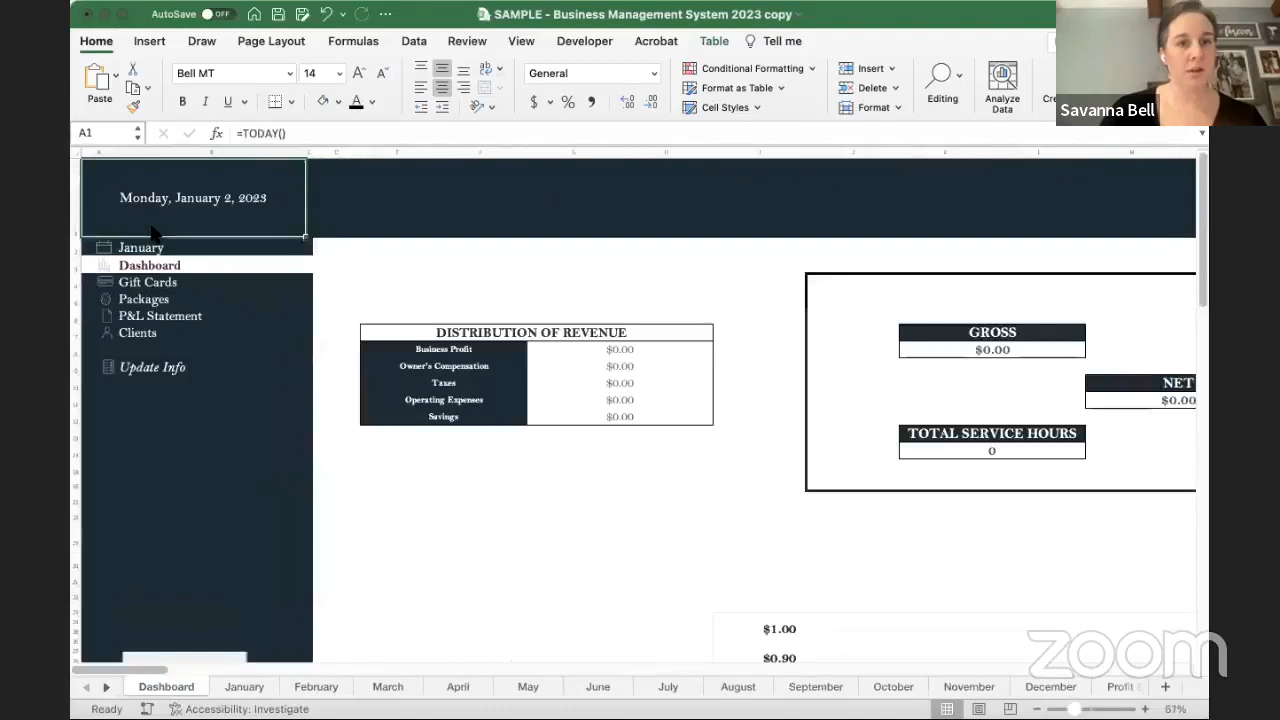 AutoSave OFF
SAMPLE - Business Management System 2023 copy
Home Insert Draw Page Layout Formulas Data Review View Developer Acrobat Table Tell me
Paste
Bell MT 14
B I U
General
$ % 9
Conditional Formatting
Format as Table
Cell Styles
Insert
Delete
Format
Editing
Analyze
Data
Savanna Bell
A1 fx =TODAY()
Monday, January 2, 2023
January
Dashboard
Gift Cards
Packages
P&L Statement
Clients
Update Info
DISTRIBUTION OF REVENUE
Business Profit $0.00
Owner's Compensation $0.00
Taxes $0.00
Operating Expenses $0.00
Savings $0.00
GROSS
$0.00
NET
$0.00
TOTAL SERVICE HOURS
0
$1.00
$0.90
zoom
Dashboard January February March April May June July August September October November December Profit
Ready Accessibility: Investigate 67%